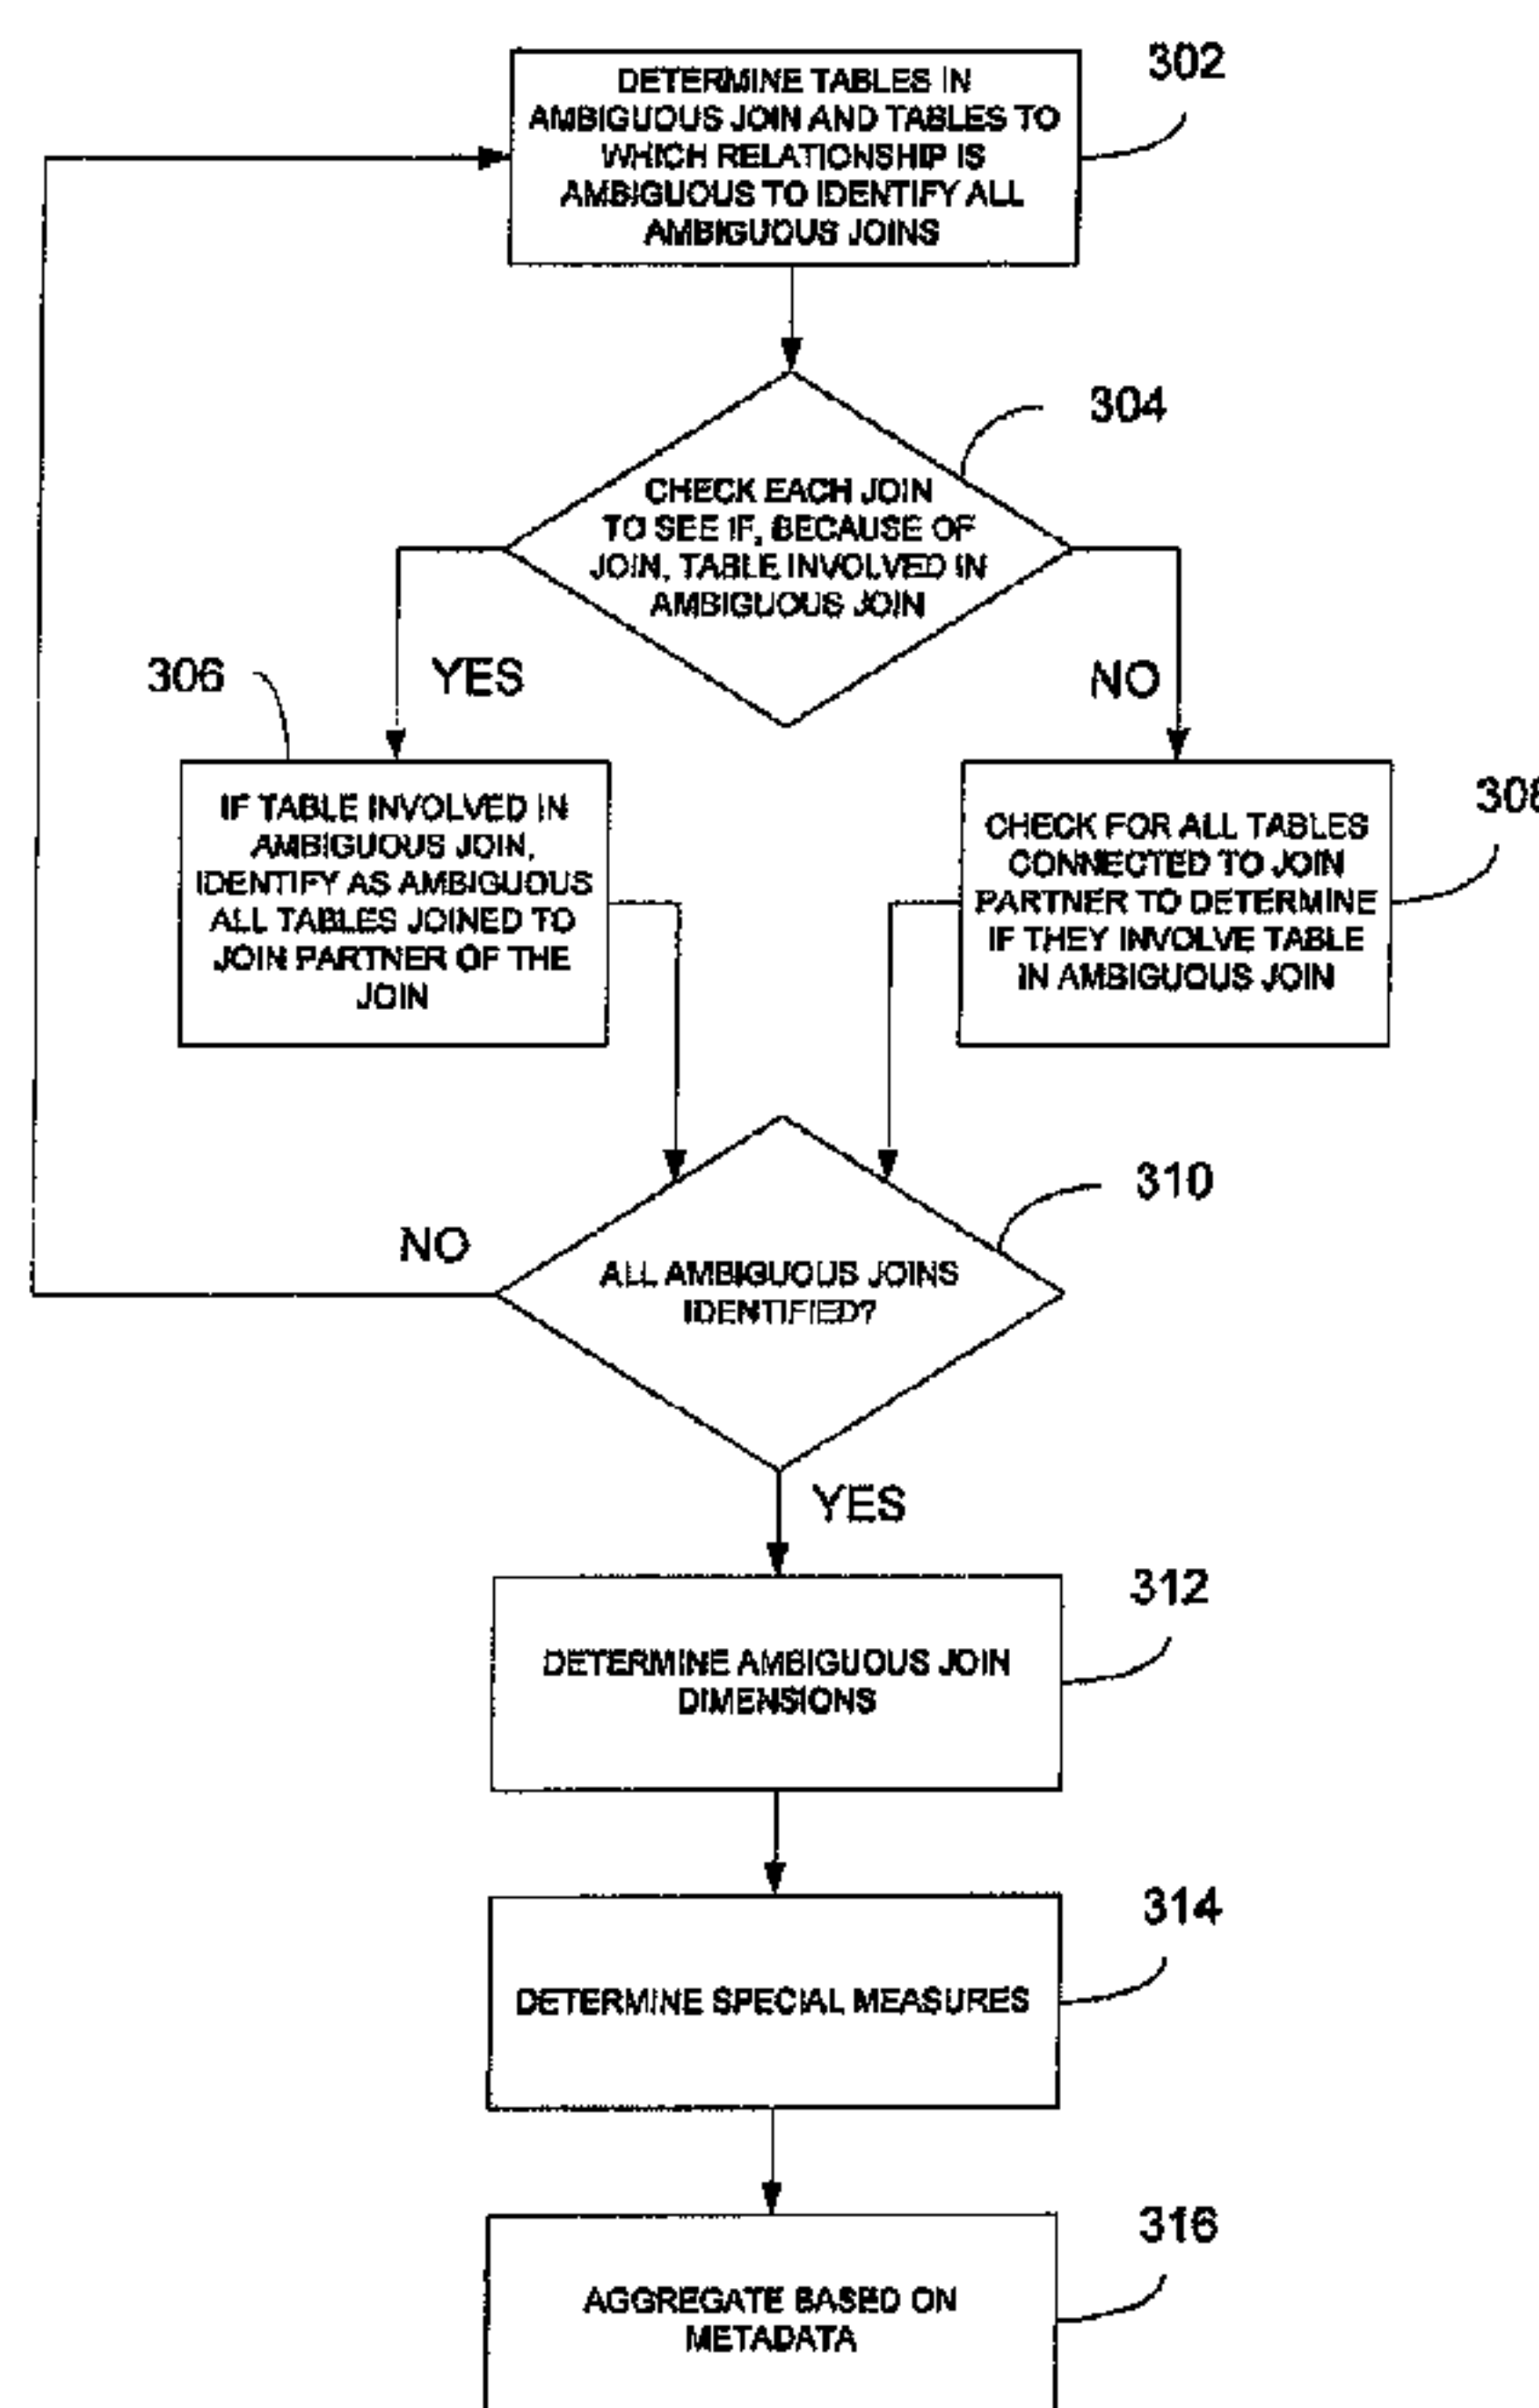 302
DETERMINE TABLES IN
AMBIGUOUS JOIN AND TABLES TO
WHICH RELATIONSHIP IS
AMBIGUOUS TO IDENTIFY ALL
AMBIGUOUS JOINS
304
CHECK EACH JOIN
TO SEE IF, BECAUSE OF
JOIN, TABLE INVOLVED IN
AMBIGUOUS JOIN
306
YES
NO
IF TABLE INVOLVED IN
AMBIGUOUS JOIN,
IDENTIFY AS AMBIGUOUS
ALL TABLES JOINED TO
JOIN PARTNER OF THE
JOIN
308
CHECK FOR ALL TABLES
CONNECTED TO JOIN
PARTNER TO DETERMINE
IF THEY INVOLVE TABLE
IN AMBIGUOUS JOIN
310
NO
ALL AMBIGUOUS JOINS
IDENTIFIED?
YES
312
DETERMINE AMBIGUOUS JOIN
DIMENSIONS
314
DETERMINE SPECIAL MEASURES
316
AGGREGATE BASED ON
METADATA